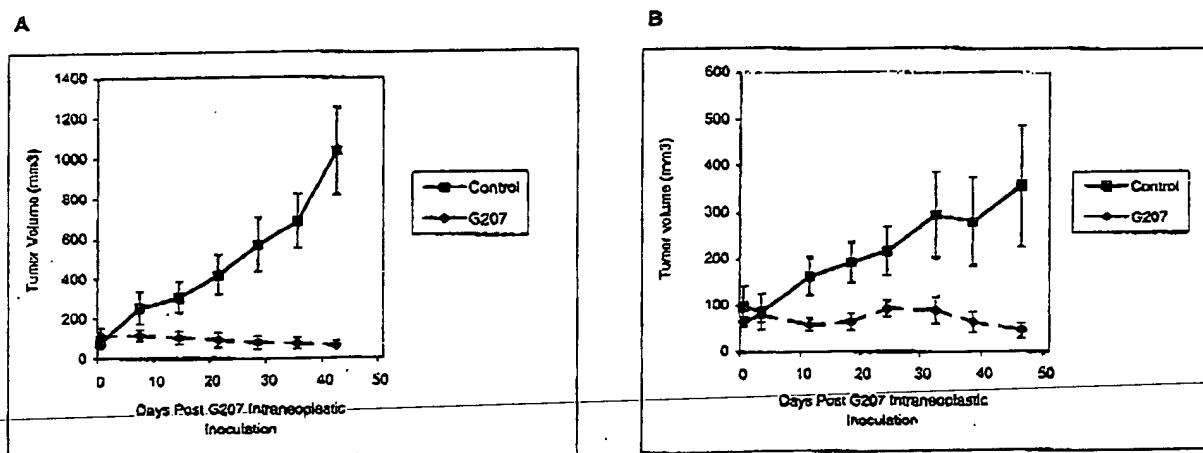 A
1400
1200
1000
800
600
400
200
0
Tumor Volume (mm3)
0 10 20 30 40 50
Days Post G207 Intraneoplastic
Inoculation
Control
G207
B
600
500
400
300
200
100
0
Tumor volume (mm3)
0 10 20 30 40 50
Days Post G207 Intraneoplastic
Inoculation
Control
G207